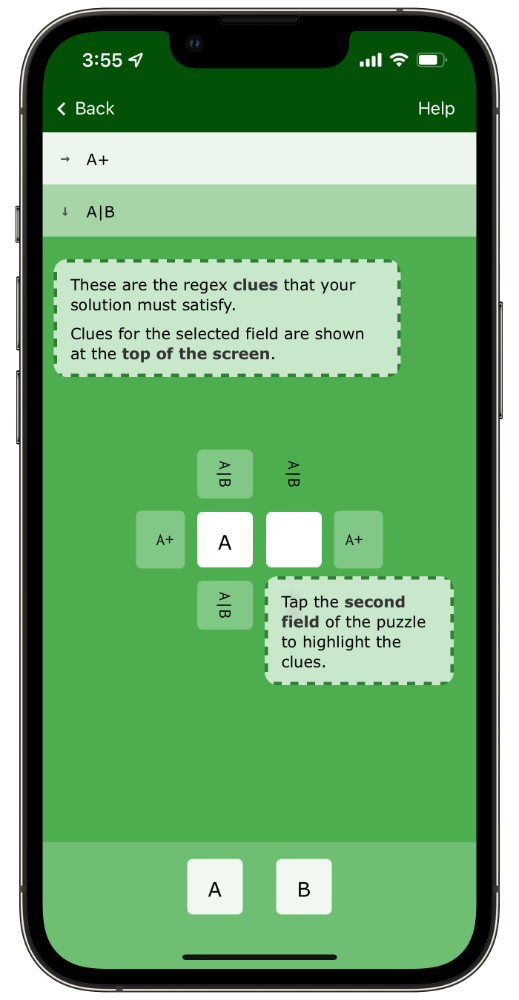 3:55
Back Help
→ A+
↓ A|B
These are the regex clues that your
solution must satisfy.
Clues for the selected field are shown
at the top of the screen.
A|B A|B
A+ A A+
A|B
Tap the second
field of the puzzle
to highlight the
clues.
A B